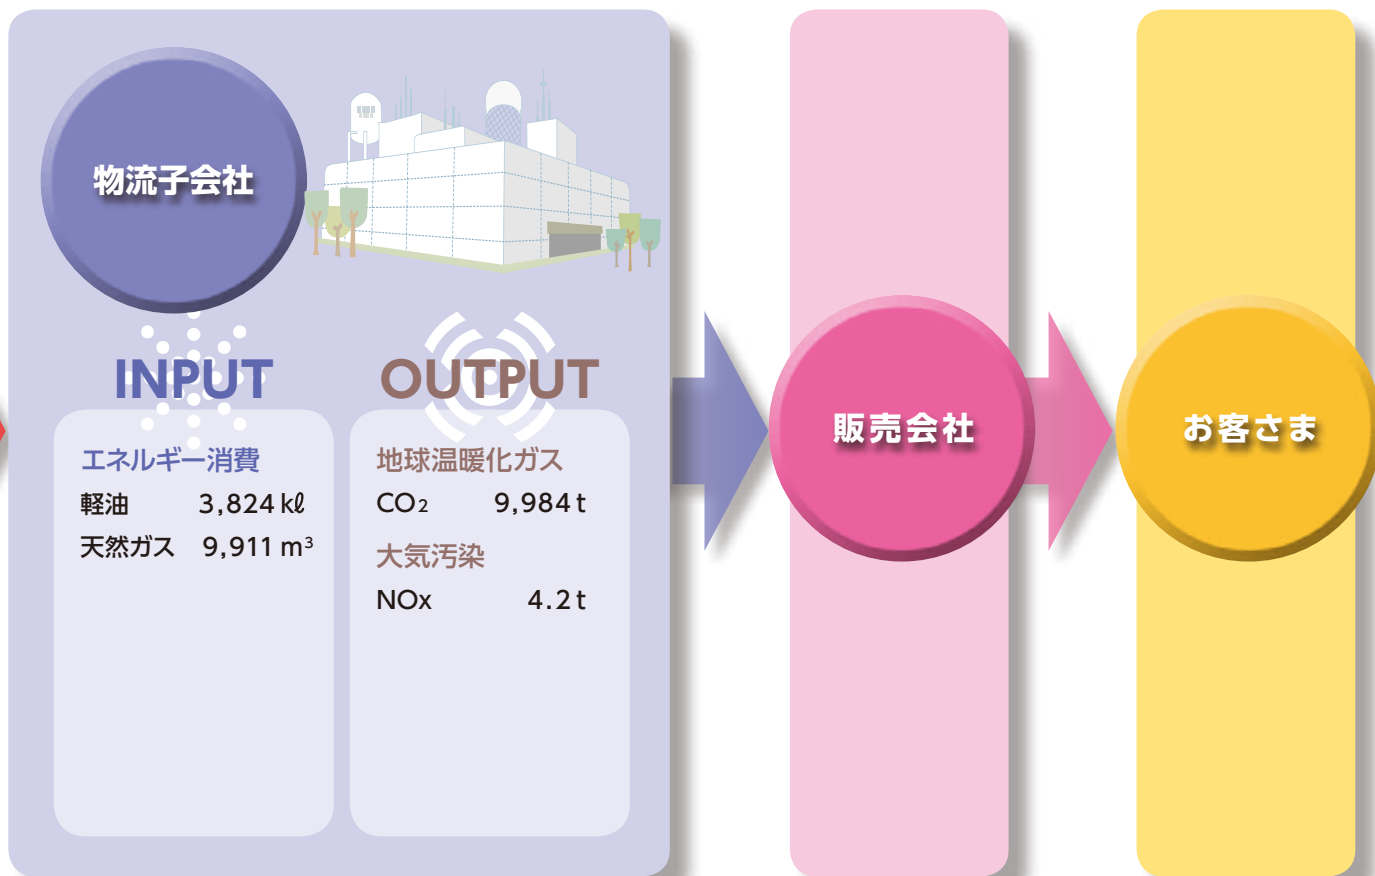 物流子会社
INPUT
エネルギー消費
軽油 3,824 kℓ
天然ガス 9,911 m³
OUTPUT
地球温暖化ガス
CO₂ 9,984 t
大気汚染
NOx 4.2 t
販売会社
お客さま